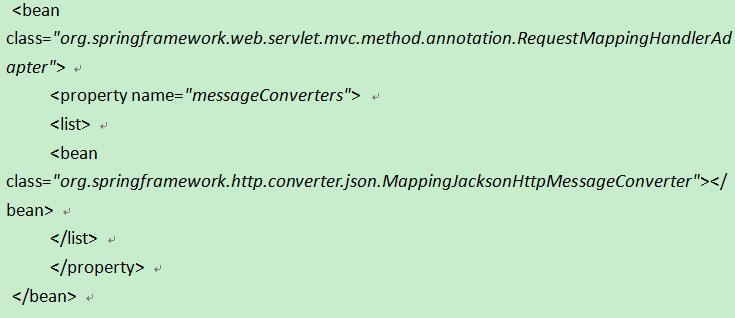 <bean
class="org.springframework.web.servlet.mvc.method.annotation.RequestMappingHandlerAd
apter">
<property name="messageConverters">
<list>
<bean
class="org.springframework.http.converter.json.MappingJacksonHttpMessageConverter"></
bean>
</list>
</property>
</bean>